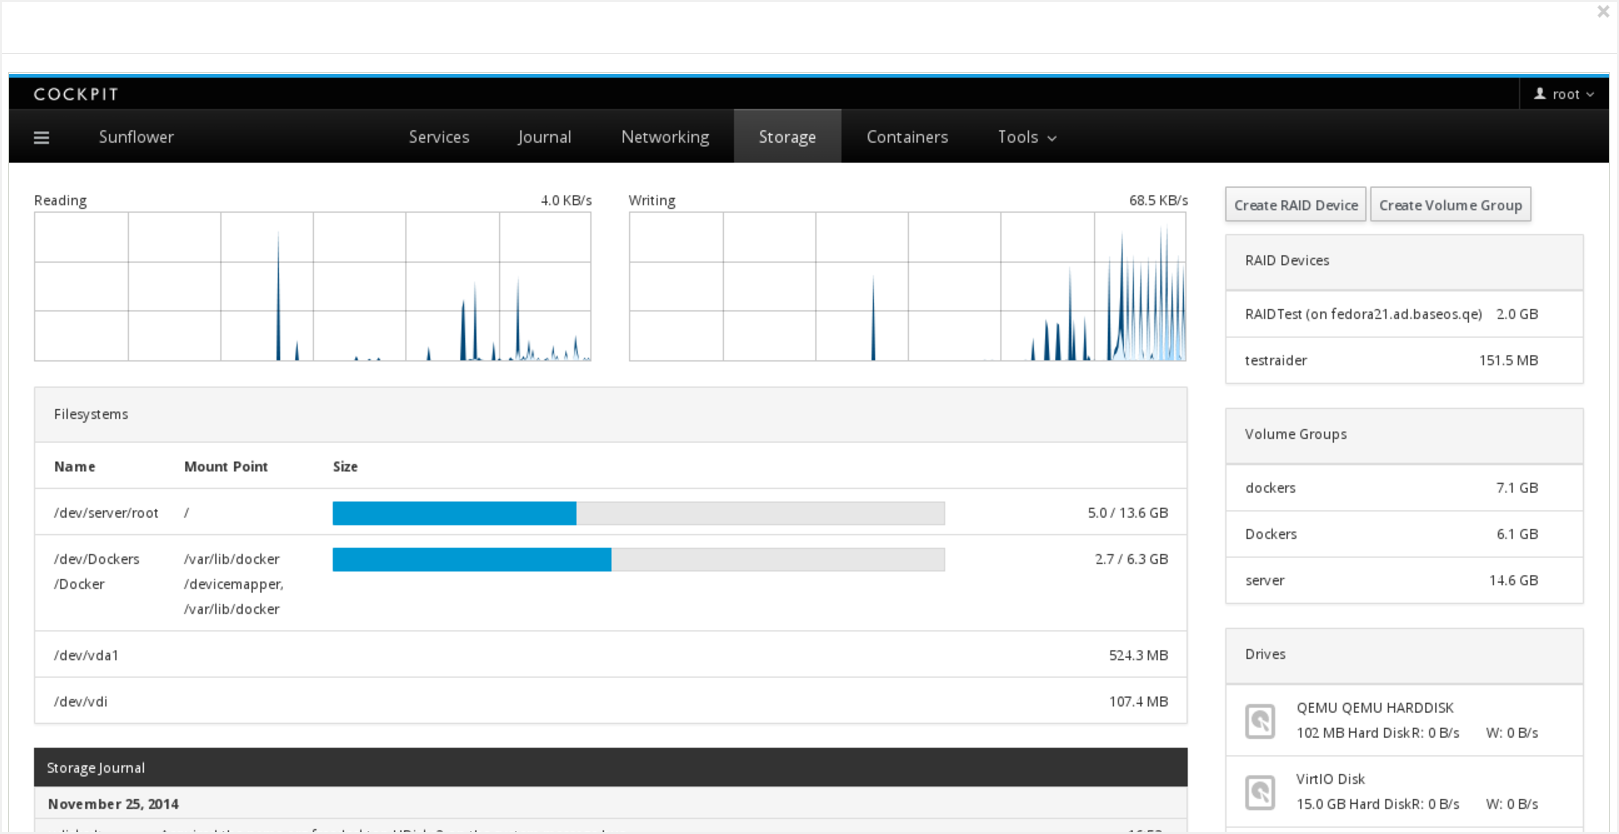 ×
COCKPIT
root
Sunflower Services Journal Networking Storage Containers Tools
Reading 4.0 KB/s
Writing 68.5 KB/s
Create RAID Device Create Volume Group
RAID Devices
RAIDTest (on fedora21.ad.baseos.qe) 2.0 GB
testraider 151.5 MB
Filesystems
Name Mount Point Size
/dev/server/root / 5.0 / 13.6 GB
/dev/Dockers /var/lib/docker 2.7 / 6.3 GB
/Docker /devicemapper,
/var/lib/docker
/dev/vda1 524.3 MB
/dev/vdi 107.4 MB
Volume Groups
dockers 7.1 GB
Dockers 6.1 GB
server 14.6 GB
Drives
QEMU QEMU HARDDISK
102 MB Hard Disk R: 0 B/s W: 0 B/s
VirtIO Disk
15.0 GB Hard Disk R: 0 B/s W: 0 B/s
Storage Journal
November 25, 2014